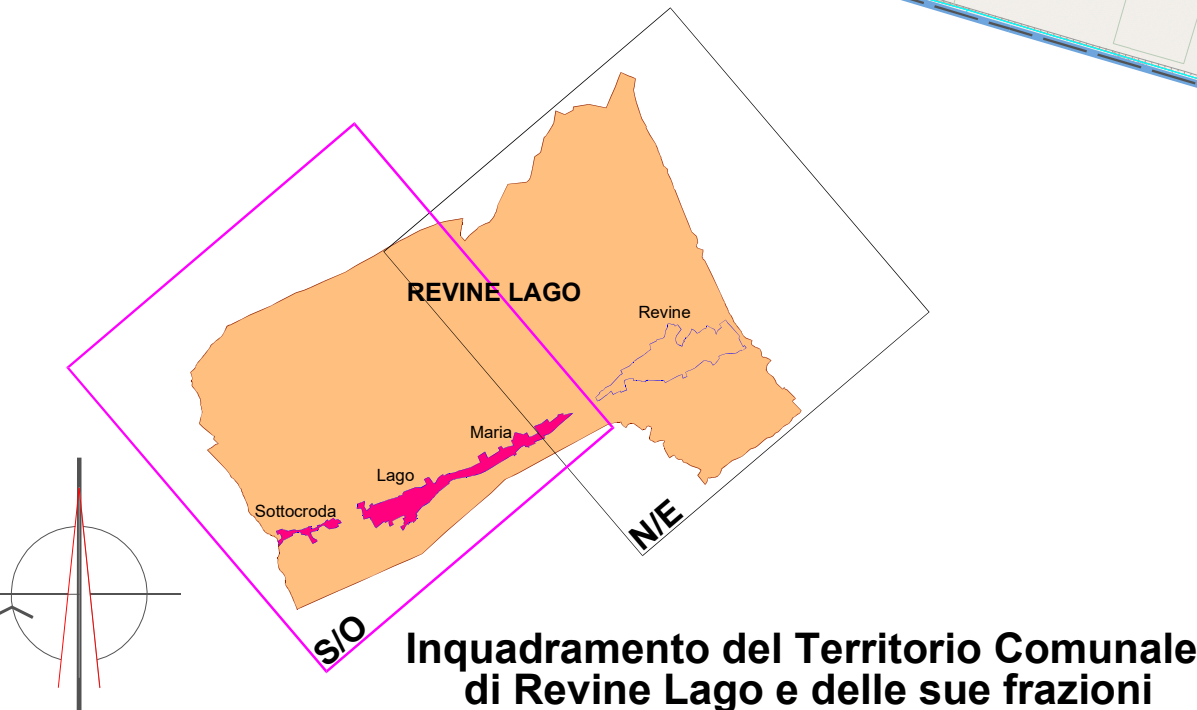 REVINE LAGO
Revine
Maria
Lago
Sottocroda
N/E
S/O
Inquadramento del Territorio Comunale
di Revine Lago e delle sue frazioni